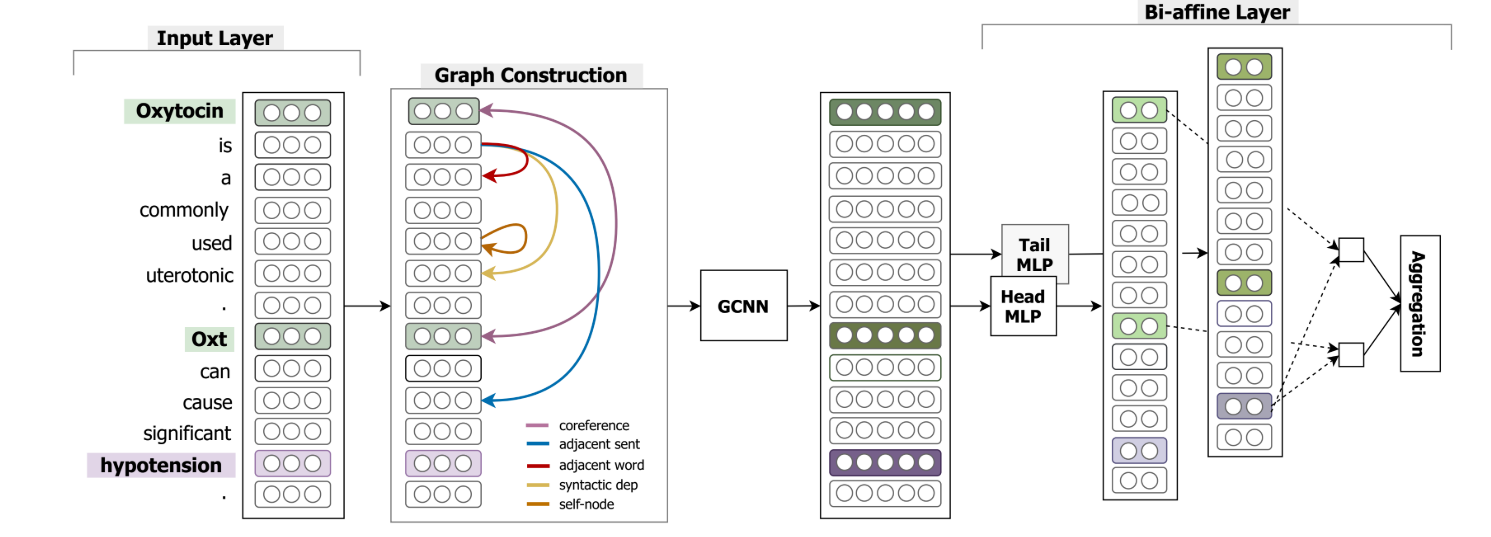 Bi-affine Layer
Input Layer
Graph Construction
Oxytocin
is
a
commonly
used
uterotonic
.
Oxt
can
cause
significant
hypotension
.
coreference
adjacent sent
adjacent word
syntactic dep
self-node
GCNN
Tail
MLP
Head
MLP
Aggregation